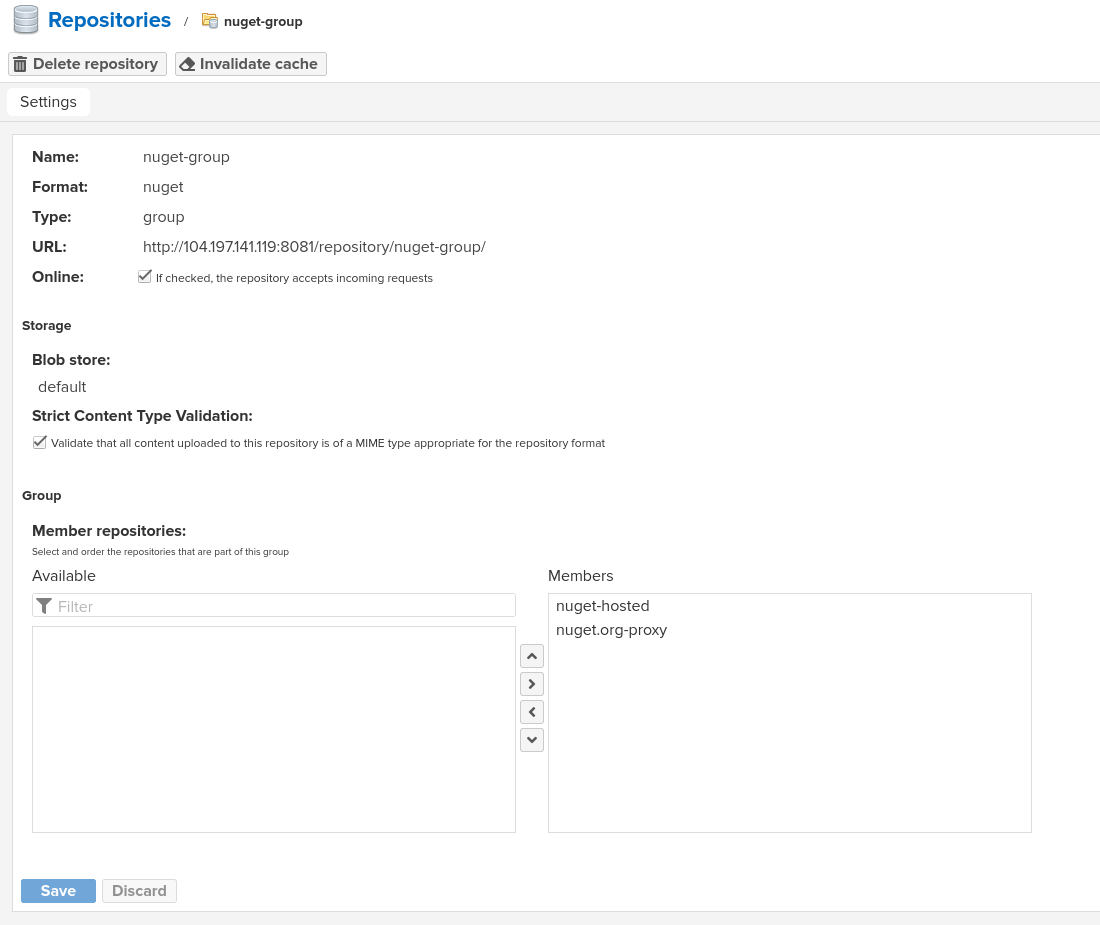 Repositories / nuget-group
Delete repository Invalidate cache
Settings
Name: nuget-group
Format: nuget
Type: group
URL: http://104.197.141.119:8081/repository/nuget-group/
Online: If checked, the repository accepts incoming requests
Storage
Blob store:
default
Strict Content Type Validation:
Validate that all content uploaded to this repository is of a MIME type appropriate for the repository format
Group
Member repositories:
Select and order the repositories that are part of this group
Available
Filter
Members
nuget-hosted
nuget.org-proxy
Save Discard